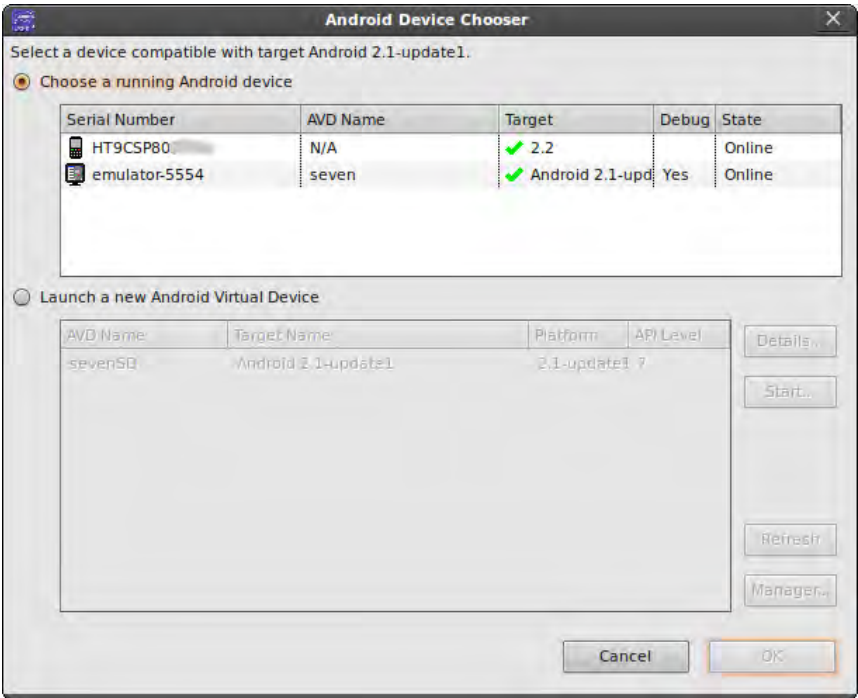 Android Device Chooser
Select a device compatible with target Android 2.1-update1.
Choose a running Android device
Serial Number AVD Name Target Debug State
HT9CSP80 N/A 2.2 Online
emulator-5554 seven Android 2.1-upd Yes Online
Launch a new Android Virtual Device
AVD Name Target Name Platform API Level
sevenSD Android 2.1-update1 2.1-update1 7
Details...
Start...
Refresh
Manager...
Cancel OK